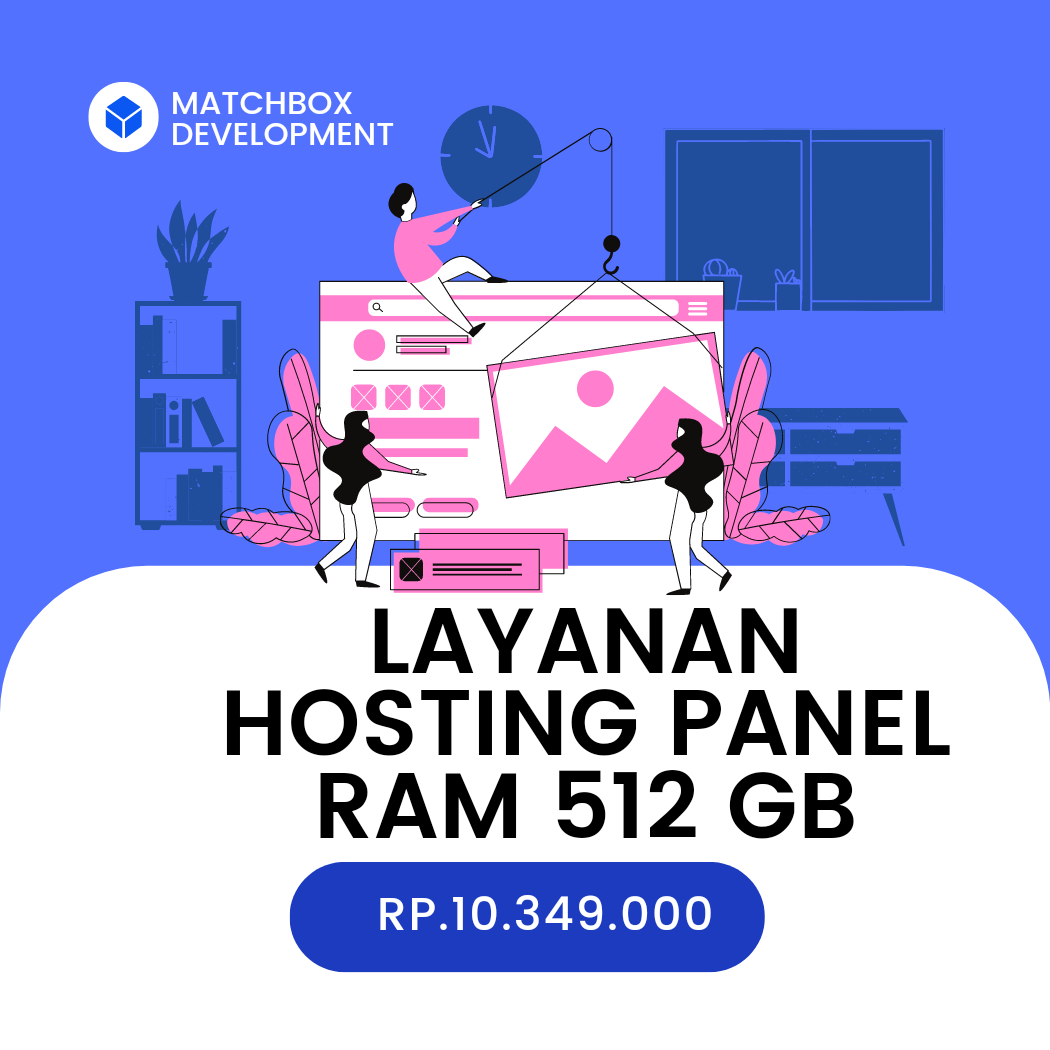 MATCHBOX
DEVELOPMENT
LAYANAN
HOSTING PANEL
RAM 512 GB
RP.10.349.000